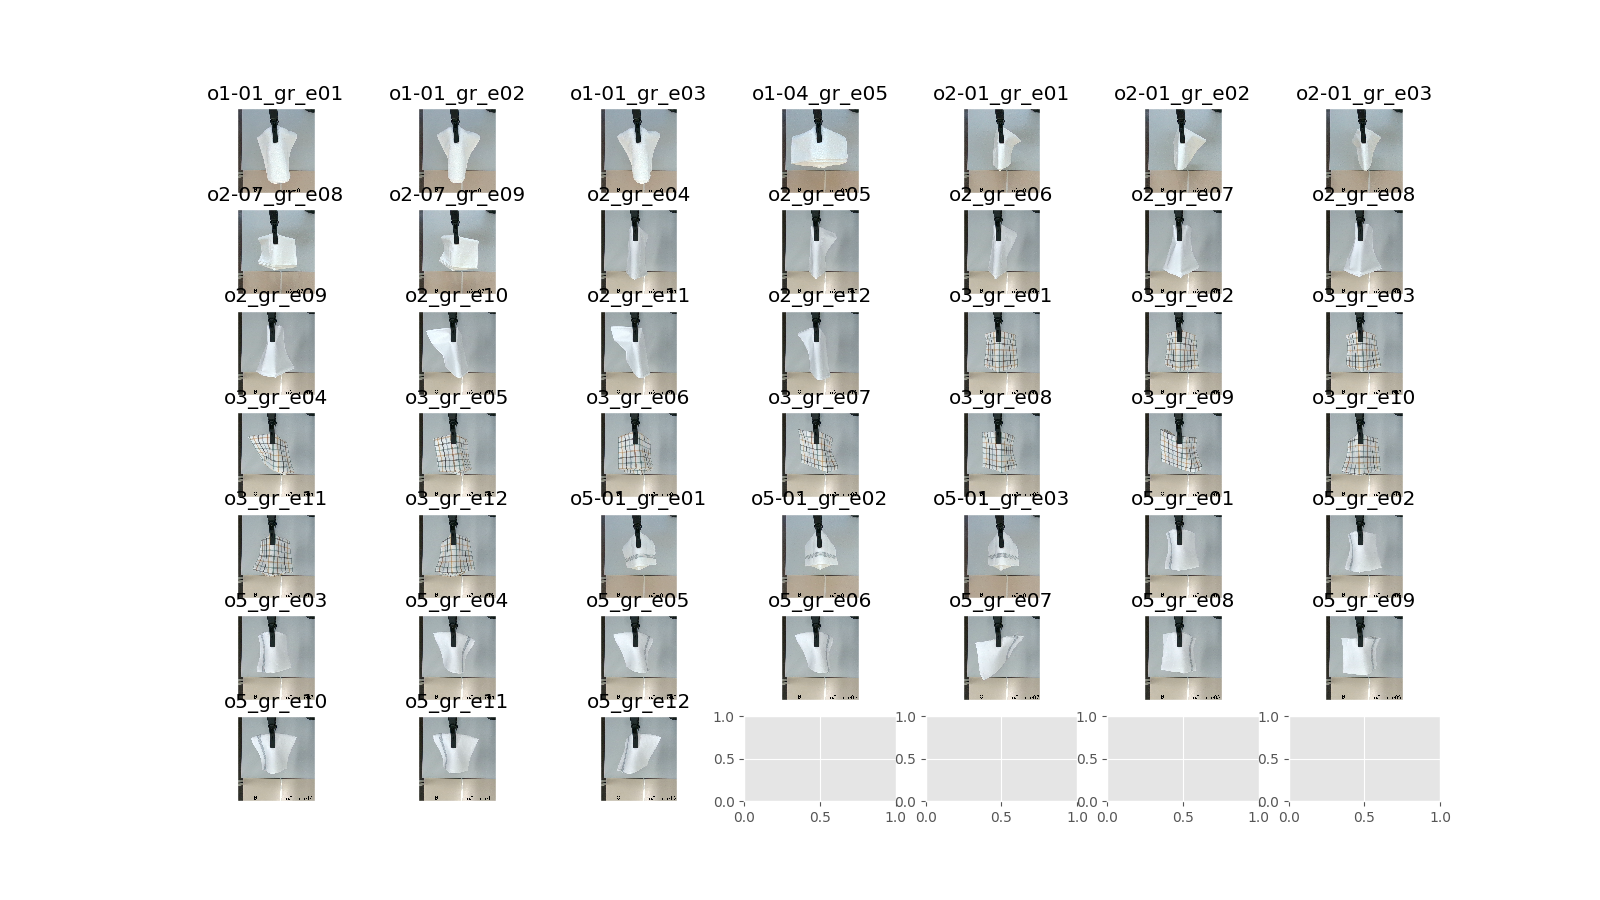 o1-01_gr_e01 o1-01_gr_e02 o1-01_gr_e03 o1-04_gr_e05 o2-01_gr_e01 o2-01_gr_e02 o2-01_gr_e03
o2-07_gr_e08 o2-07_gr_e09 o2_gr_e04 o2_gr_e05 o2_gr_e06 o2_gr_e07 o2_gr_e08
o2_gr_e09 o2_gr_e10 o2_gr_e11 o2_gr_e12 o3_gr_e01 o3_gr_e02 o3_gr_e03
o3_gr_e04 o3_gr_e05 o3_gr_e06 o3_gr_e07 o3_gr_e08 o3_gr_e09 o3_gr_e10
o3_gr_e11 o3_gr_e12 o5-01_gr_e01 o5-01_gr_e02 o5-01_gr_e03 o5_gr_e01 o5_gr_e02
o5_gr_e03 o5_gr_e04 o5_gr_e05 o5_gr_e06 o5_gr_e07 o5_gr_e08 o5_gr_e09
o5_gr_e10 o5_gr_e11 o5_gr_e12
1.0 1.0 1.0 1.0
0.5 0.5 0.5 0.5
0.0 0.0 0.0 0.0
0.0 0.5 1.0 0.0 0.5 1.0 0.0 0.5 1.0 0.0 0.5 1.0